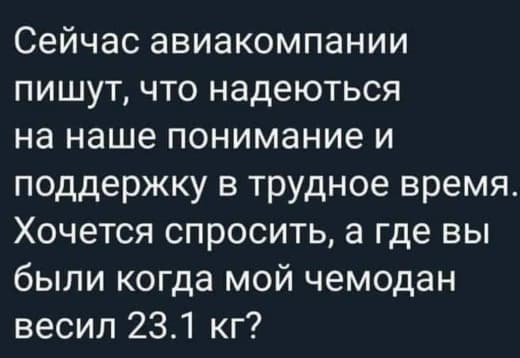 Сейчас авиакомпании
пишут, что надеються
на наше понимание и
поддержку в трудное время.
Хочется спросить, а где вы
были когда мой чемодан
весил 23.1 кг?